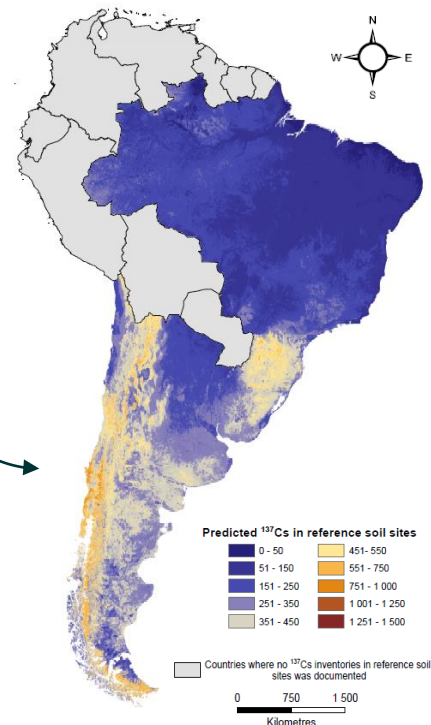 N
W E
S
Predicted ¹³⁷Cs in reference soil sites
0 - 50 451- 550
51 - 150 551 - 750
151 - 250 751 - 1 000
251 - 350 1 001 - 1 250
351 - 450 1 251 - 1 500
Countries where no ¹³⁷Cs inventories in reference soil
sites was documented
0 750 1 500
Kilometres